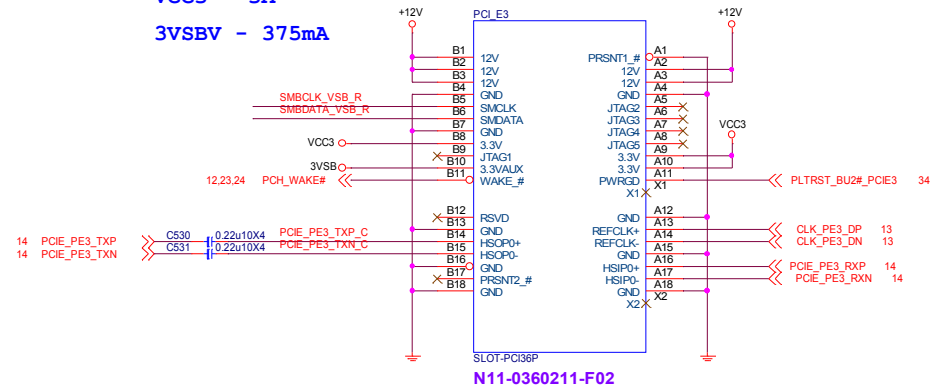 3VSBV - 375mA
+12V
PCI_E3
+12V
B1 12V PRSNT1_# A1
B2 12V 12V A2
B3 12V 12V A3
B4 GND GND A4
SMBCLK_VSB_R B5 SMCLK JTAG2 A5
SMBDATA_VSB_R B6 SMDATA JTAG3 A6
B7 GND JTAG4 A7
VCC3 B8 3.3V JTAG5 A8 VCC3
B9 JTAG1 3.3V A9
3VSB B10 3.3VAUX 3.3V A10
12,23,24 PCH_WAKE# B11 WAKE_# PWRGD A11 PLTRST_BU2#_PCIE3 34
X1 X1
B12 RSVD GND A12
B13 GND REFCLK+ A13 CLK_PE3_DP 13
14 PCIE_PE3_TXP C530 0.22u10X4 PCIE_PE3_TXP_C B14 HSOP0+ REFCLK- A14 CLK_PE3_DN 13
14 PCIE_PE3_TXN C531 0.22u10X4 PCIE_PE3_TXN_C B15 HSOP0- GND A15
B16 GND HSIP0+ A16 PCIE_PE3_RXP 14
B17 PRSNT2_# HSIP0- A17 PCIE_PE3_RXN 14
B18 GND GND A18
X2 X2
SLOT-PCI36P
N11-0360211-F02